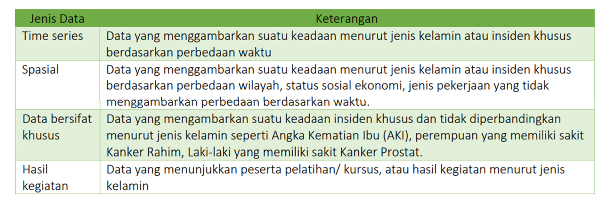 Jenis Data Keterangan
Time series Data yang menggambarkan suatu keadaan menurut jenis kelamin atau insiden khusus
berdasarkan perbedaan waktu
Spasial Data yang menggambarkan suatu keadaan menurut jenis kelamin atau insiden khusus
berdasarkan perbedaan wilayah, status sosial ekonomi, jenis pekerjaan yang tidak
menggambarkan perbedaan berdasarkan waktu.
Data bersifat Data yang mengambarkan suatu keadaan insiden khusus dan tidak diperbandingkan
khusus menurut jenis kelamin seperti Angka Kematian Ibu (AKI), perempuan yang memiliki sakit
Kanker Rahim, Laki-laki yang memiliki sakit Kanker Prostat.
Hasil Data yang menunjukkan peserta pelatihan/ kursus, atau hasil kegiatan menurut jenis
kegiatan kelamin